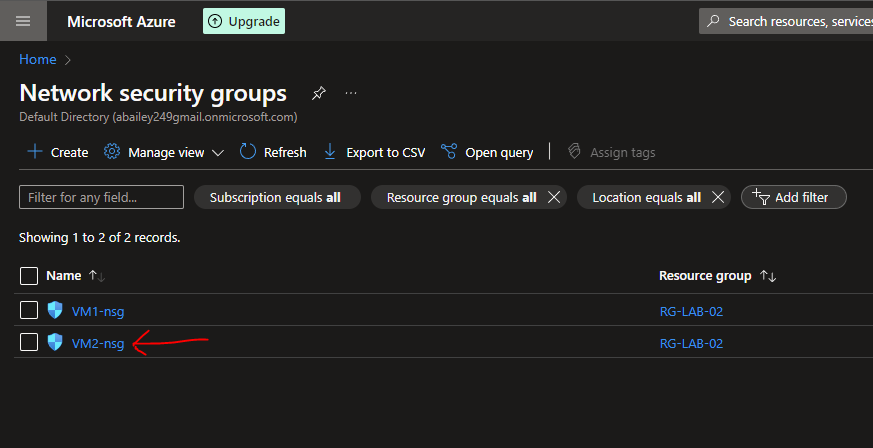 Microsoft Azure Upgrade Search resources, services
Home >
Network security groups ...
Default Directory (abailey249gmail.onmicrosoft.com)
+ Create Manage view Refresh Export to CSV Open query | Assign tags
Filter for any field... Subscription equals all Resource group equals all Location equals all Add filter
Showing 1 to 2 of 2 records.
Name ↑↓ Resource group ↑↓
VM1-nsg RG-LAB-02
VM2-nsg RG-LAB-02